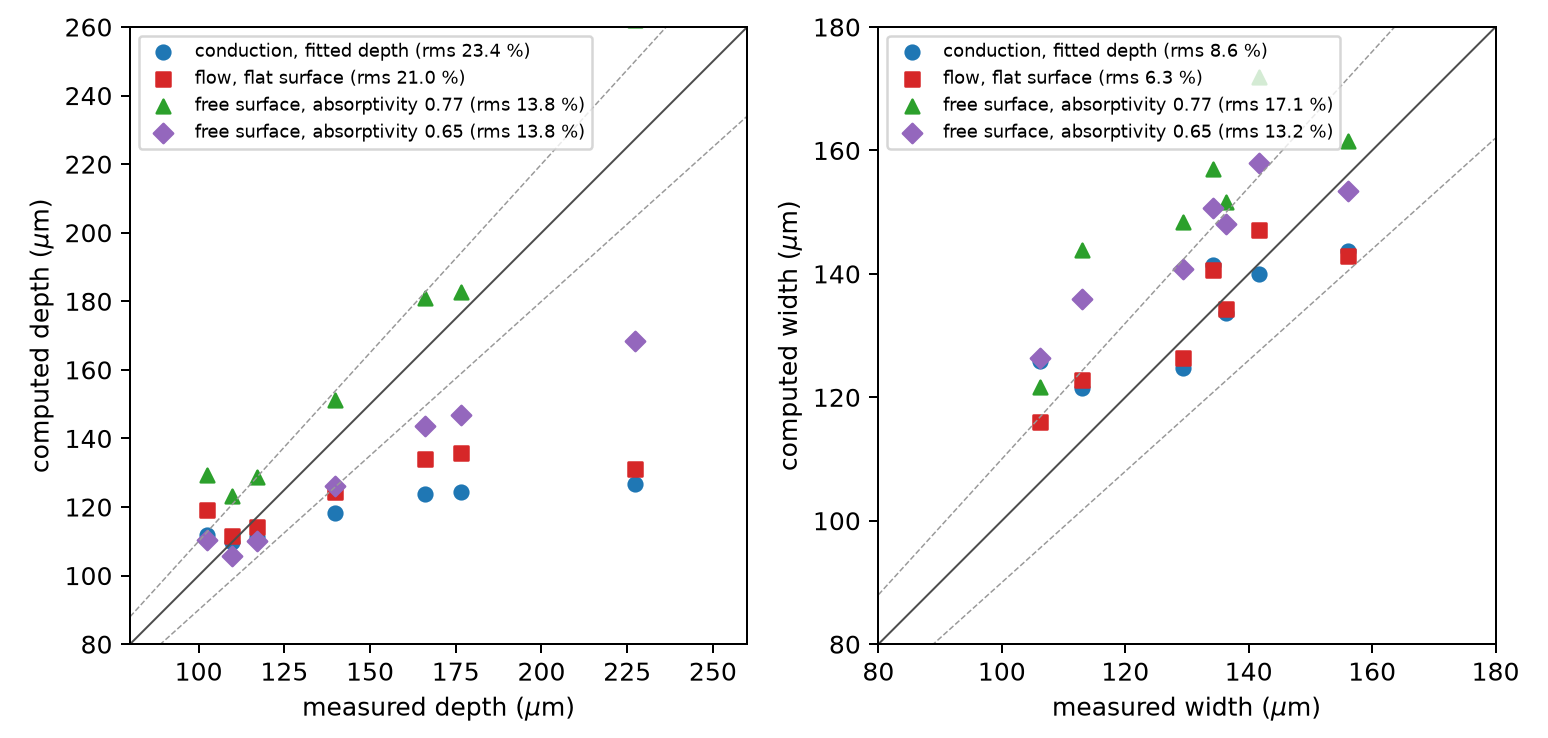 260
240
220
200
180
160
140
120
100
80
computed depth (μm)
conduction, fitted depth (rms 23.4 %)
flow, flat surface (rms 21.0 %)
free surface, absorptivity 0.77 (rms 13.8 %)
free surface, absorptivity 0.65 (rms 13.8 %)
100 125 150 175 200 225 250
measured depth (μm)
180
160
140
120
100
80
computed width (μm)
conduction, fitted depth (rms 8.6 %)
flow, flat surface (rms 6.3 %)
free surface, absorptivity 0.77 (rms 17.1 %)
free surface, absorptivity 0.65 (rms 13.2 %)
80 100 120 140 160 180
measured width (μm)